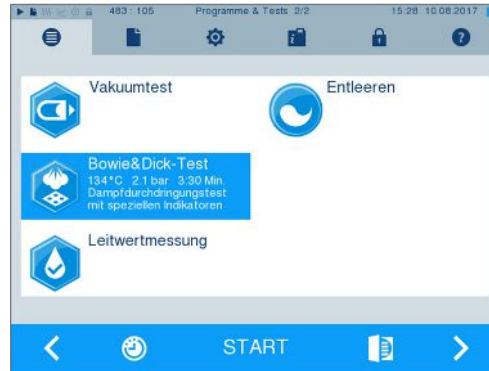 483 : 105 Programme & Tests 2/2 15:28 10.08.2017
Vakuumtest
Entleeren
Bowie&Dick-Test
134°C 2.1 bar 3:30 Min.
Dampfdurchdringungstest
mit speziellen Indikatoren
Leitwertmessung
START